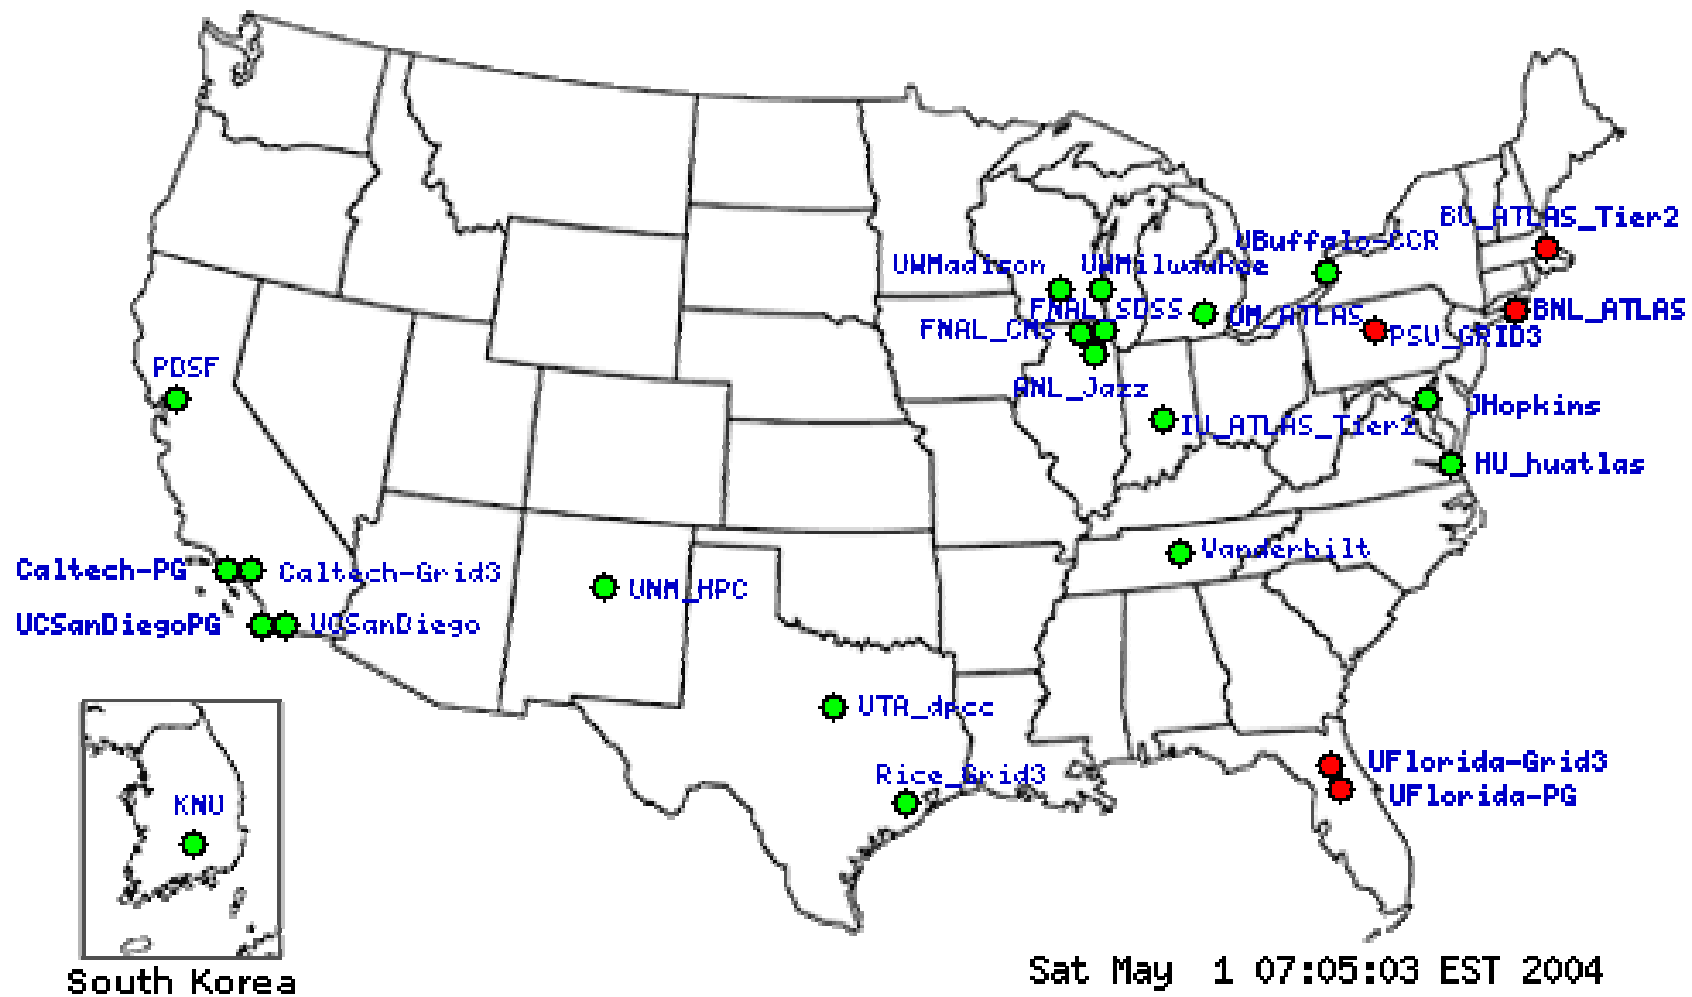 BU_ATLAS_Tier2
UBuffalo-CCR
UWMadison
UWMilwaukee
FNAL_SDSS
BNL_ATLAS
UM_ATLAS
FNAL_CMS
PSU_GRID3
PDSF
ANL_Jazz
JHopkins
IU_ATLAS_Tier2
HU_huatlas
Vanderbilt
Caltech-PG
Caltech-Grid3
UNM_HPC
UCSanDiegoPG
UCSanDiego
UTA_dpcc
UFlorida-Grid3
Rice_Grid3
UFlorida-PG
KNU
Sat May 1 07:05:03 EST 2004
South Korea